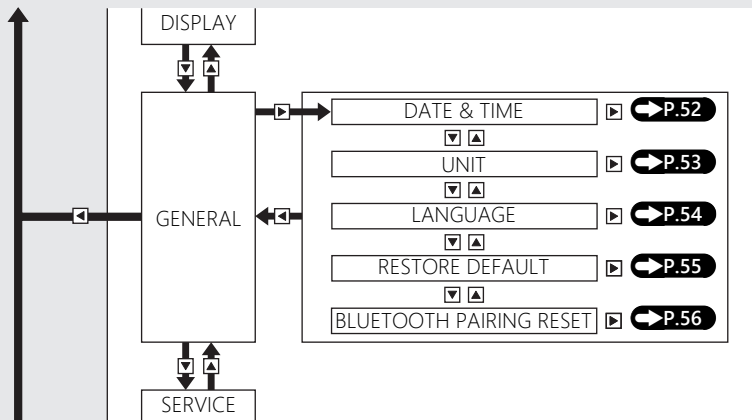 DISPLAY
GENERAL
DATE & TIME P.52
UNIT P.53
LANGUAGE P.54
RESTORE DEFAULT P.55
BLUETOOTH PAIRING RESET P.56
SERVICE